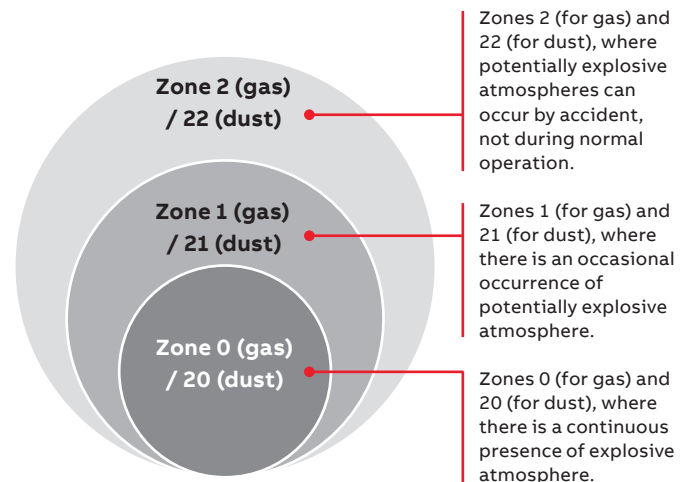 Zone 2 (gas)
/ 22 (dust)
Zones 2 (for gas) and
22 (for dust), where
potentially explosive
atmospheres can
occur by accident,
not during normal
operation.
Zone 1 (gas)
/ 21 (dust)
Zones 1 (for gas) and
21 (for dust), where
there is an occasional
occurrence of
potentially explosive
atmosphere.
Zone 0 (gas)
/ 20 (dust)
Zones 0 (for gas) and
20 (for dust), where
there is a continuous
presence of explosive
atmosphere.